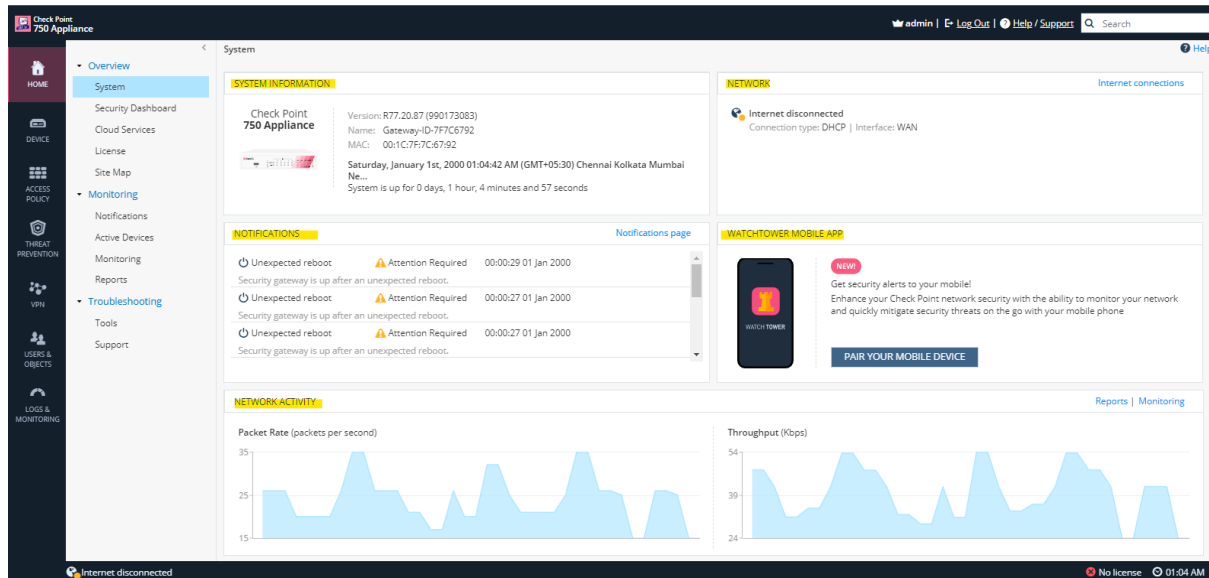 Check Point
750 Appliance
admin | Log Out | Help / Support
Search
HOME
DEVICE
ACCESS
POLICY
THREAT
PREVENTION
VPN
USERS &
OBJECTS
LOGS &
MONITORING
Overview
System
Security Dashboard
Cloud Services
License
Site Map
Monitoring
Notifications
Active Devices
Monitoring
Reports
Troubleshooting
Tools
Support
System
Help
SYSTEM INFORMATION
Check Point
750 Appliance
Version: R77.20.87 (990173083)
Name: Gateway-ID-7F7C6792
MAC: 00:1C:7F:7C:67:92
Saturday, January 1st, 2000 01:04:42 AM (GMT+05:30) Chennai Kolkata Mumbai
Ne...
System is up for 0 days, 1 hour, 4 minutes and 57 seconds
NETWORK
Internet connections
Internet disconnected
Connection type: DHCP | Interface: WAN
NOTIFICATIONS
Notifications page
Unexpected reboot Attention Required 00:00:29 01 Jan 2000
Security gateway is up after an unexpected reboot.
Unexpected reboot Attention Required 00:00:27 01 Jan 2000
Security gateway is up after an unexpected reboot.
Unexpected reboot Attention Required 00:00:27 01 Jan 2000
Security gateway is up after an unexpected reboot.
WATCHTOWER MOBILE APP
WATCH TOWER
NEW!
Get security alerts to your mobile!
Enhance your Check Point network security with the ability to monitor your network
and quickly mitigate security threats on the go with your mobile phone
PAIR YOUR MOBILE DEVICE
NETWORK ACTIVITY
Reports | Monitoring
Packet Rate (packets per second)
35
25
15
Throughput (Kbps)
54
39
24
Internet disconnected
No license 01:04 AM